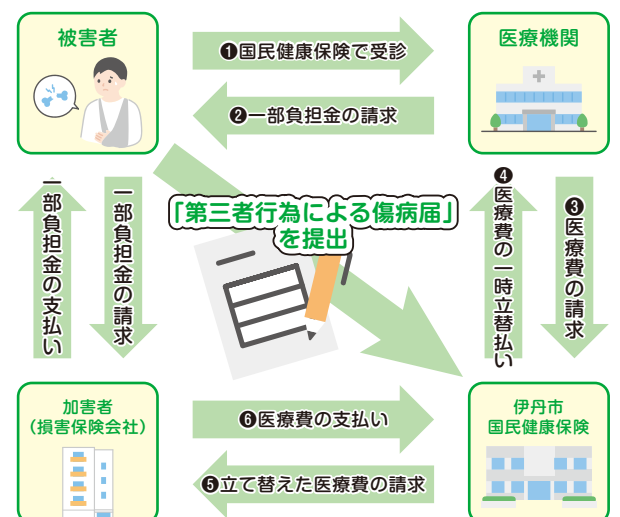 被害者
❶国民健康保険で受診
医療機関
❷一部負担金の請求
一部負担金の支払い
一部負担金の請求
「第三者行為による傷病届」
を提出
❹医療費の一時立替払い
❸医療費の請求
加害者
（損害保険会社）
❻医療費の支払い
伊丹市
国民健康保険
❺立て替えた医療費の請求